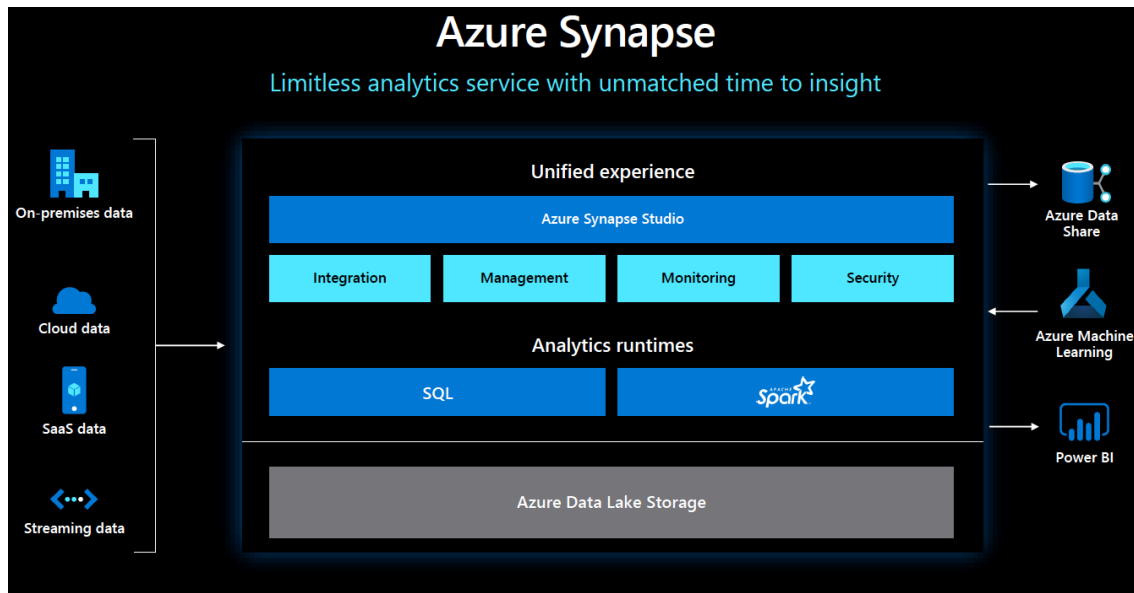 Azure Synapse
Limitless analytics service with unmatched time to insight
On-premises data
Cloud data
SaaS data
Streaming data
Unified experience
Azure Synapse Studio
Integration
Management
Monitoring
Security
Analytics runtimes
SQL
APACHE
Spark
Azure Data Lake Storage
Azure Data
Share
Azure Machine
Learning
Power BI